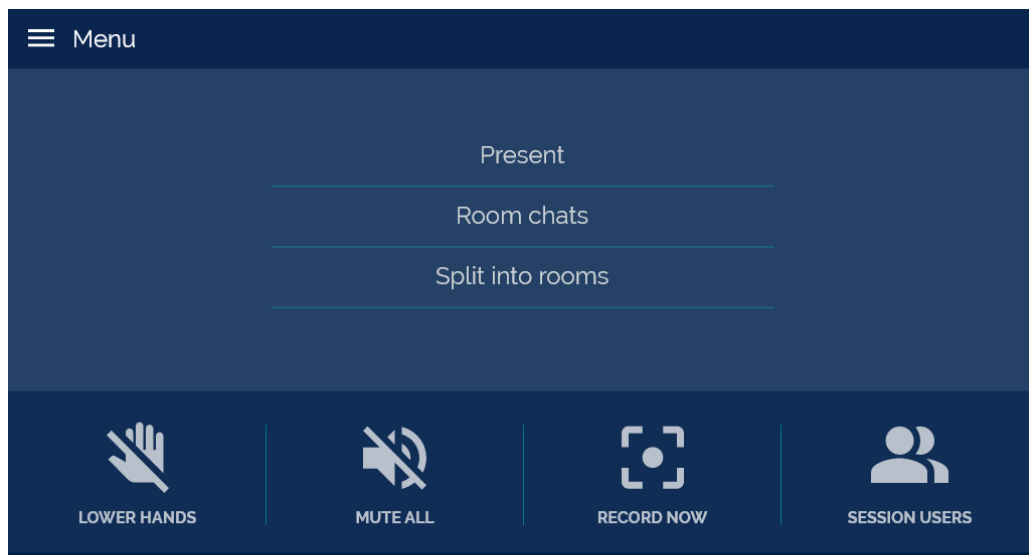 Menu
Present
Room chats
Split into rooms
LOWER HANDS
MUTE ALL
RECORD NOW
SESSION USERS